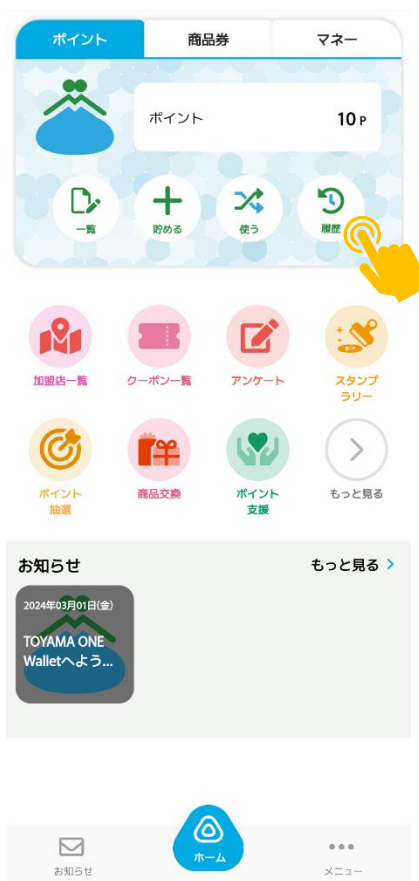 ポイント 商品券 マネー
ポイント 10 P
一覧 貯める 使う 履歴
加盟店一覧 クーポン一覧 アンケート スタンプ
ラリー
ポイント 商品交換 ポイント もっと見る
抽選 支援
お知らせ もっと見る
2024年03月01日(金)
TOYAMA ONE
Walletへよう...
お知らせ ホーム メニュー